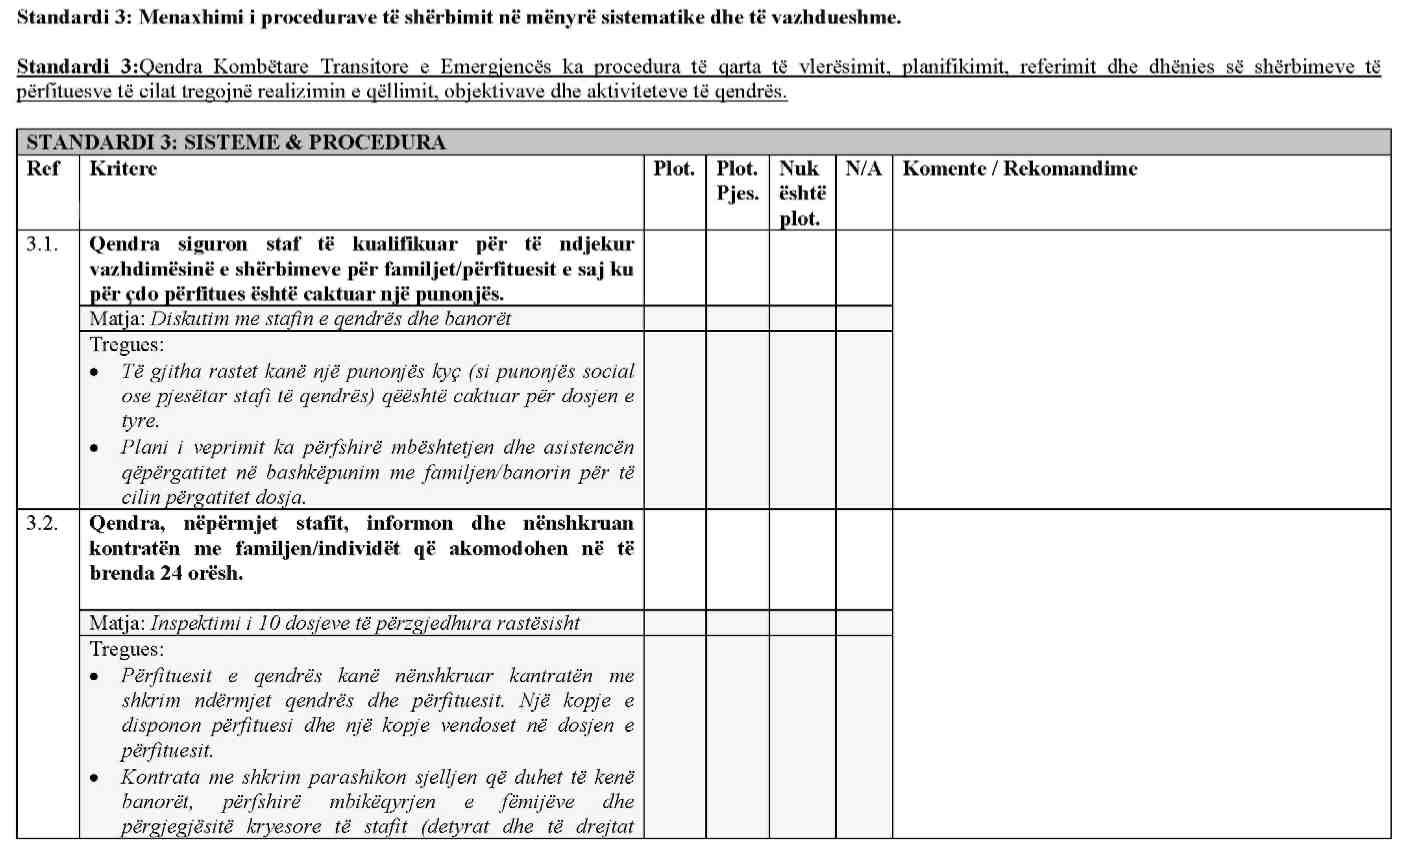 Standardi 3: Menaxhimi i procedurave të shërbimit në mënyrë sistematike dhe të vazhdueshme.
Standardi 3:Qendra Kombëtare Transitore e Emergjencës ka procedura të qarta të vlerësimit, planifikimit, referimit dhe dhënies së shërbimeve të
përfituesve të cilat tregojnë realizimin e qëllimit, objektivave dhe aktiviteteve të qendrës.
STANDARDI 3: SISTEME & PROCEDURA
Ref Kritere Plot. Plot. Nuk N/A Komente / Rekomandime
Pjes. është
plot.
3.1. Qendra siguron staf të kualifikuar për të ndjekur
vazhdimësinë e shërbimeve për familjet/përfituesit e saj ku
për çdo përfitues është caktuar një punonjës.
Matja: Diskutim me stafin e qendrës dhe banorët
Tregues:
• Të gjitha rastet kanë një punonjës kyç (si punonjës social
ose pjesëtar stafi të qendrës) qëështë caktuar për dosjen e
tyre.
• Plani i veprimit ka përfshirë mbështetjen dhe asistencën
qëpërgatitet në bashkëpunim me familjen/banorin për të
cilin përgatitet dosja.
3.2. Qendra, nëpërmjet stafit, informon dhe nënshkruan
kontratën me familjen/individët që akomodohen në të
brenda 24 orësh.
Matja: Inspektimi i 10 dosjeve të përzgjedhura rastësisht
Tregues:
• Përfituesit e qendrës kanë nënshkruar kantratën me
shkrim ndërmjet qendrës dhe përfituesit. Një kopje e
disponon përfituesi dhe një kopje vendoset në dosjen e
përfituesit.
• Kontrata me shkrim parashikon sjelljen që duhet të kenë
banorët, përfshirë mbikëqyrjen e fëmijëve dhe
përgjegjësitë kryesore të stafit (detyrat dhe të drejtat